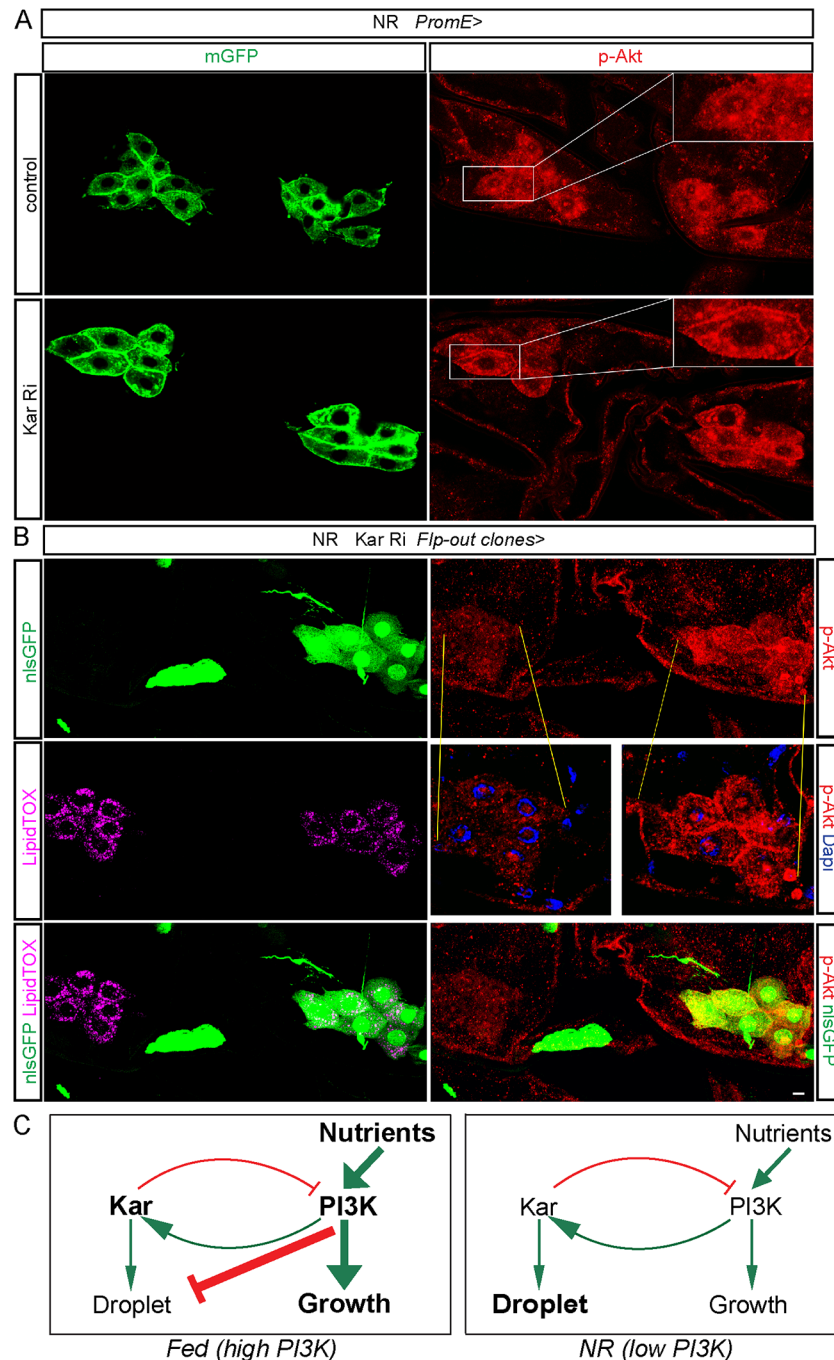 A
NR PromE>
mGFP
p-Akt
control
Kar Ri
B
NR Kar Ri Flp-out clones>
nlsGFP
p-Akt
LipidTOX
p-Akt DapI
nlsGFP LipidTOX
p-Akt nlsGFP
C
Nutrients
Kar
PI3K
Droplet
Growth
Fed (high PI3K)
Nutrients
Kar
PI3K
Droplet
Growth
NR (low PI3K)